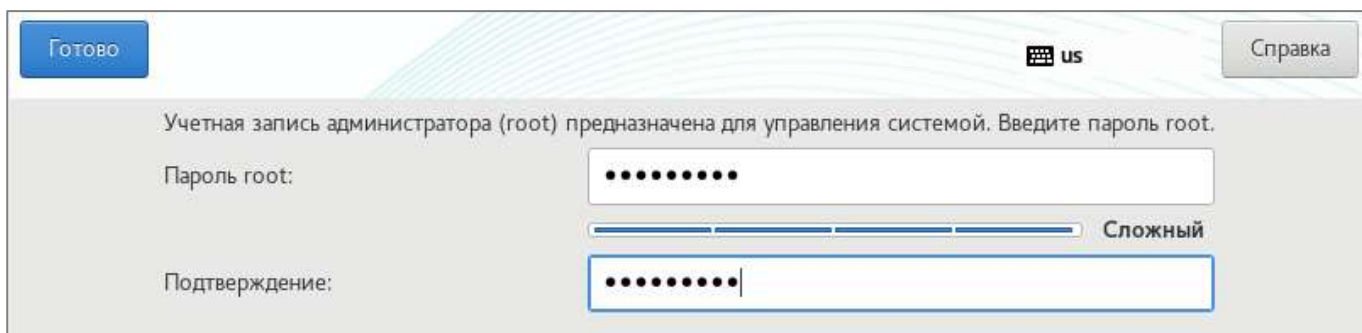 Готово
us
Справка
Учетная запись администратора (root) предназначена для управления системой. Введите пароль root.
Пароль root:
•••••••••
Сложный
Подтверждение:
•••••••••